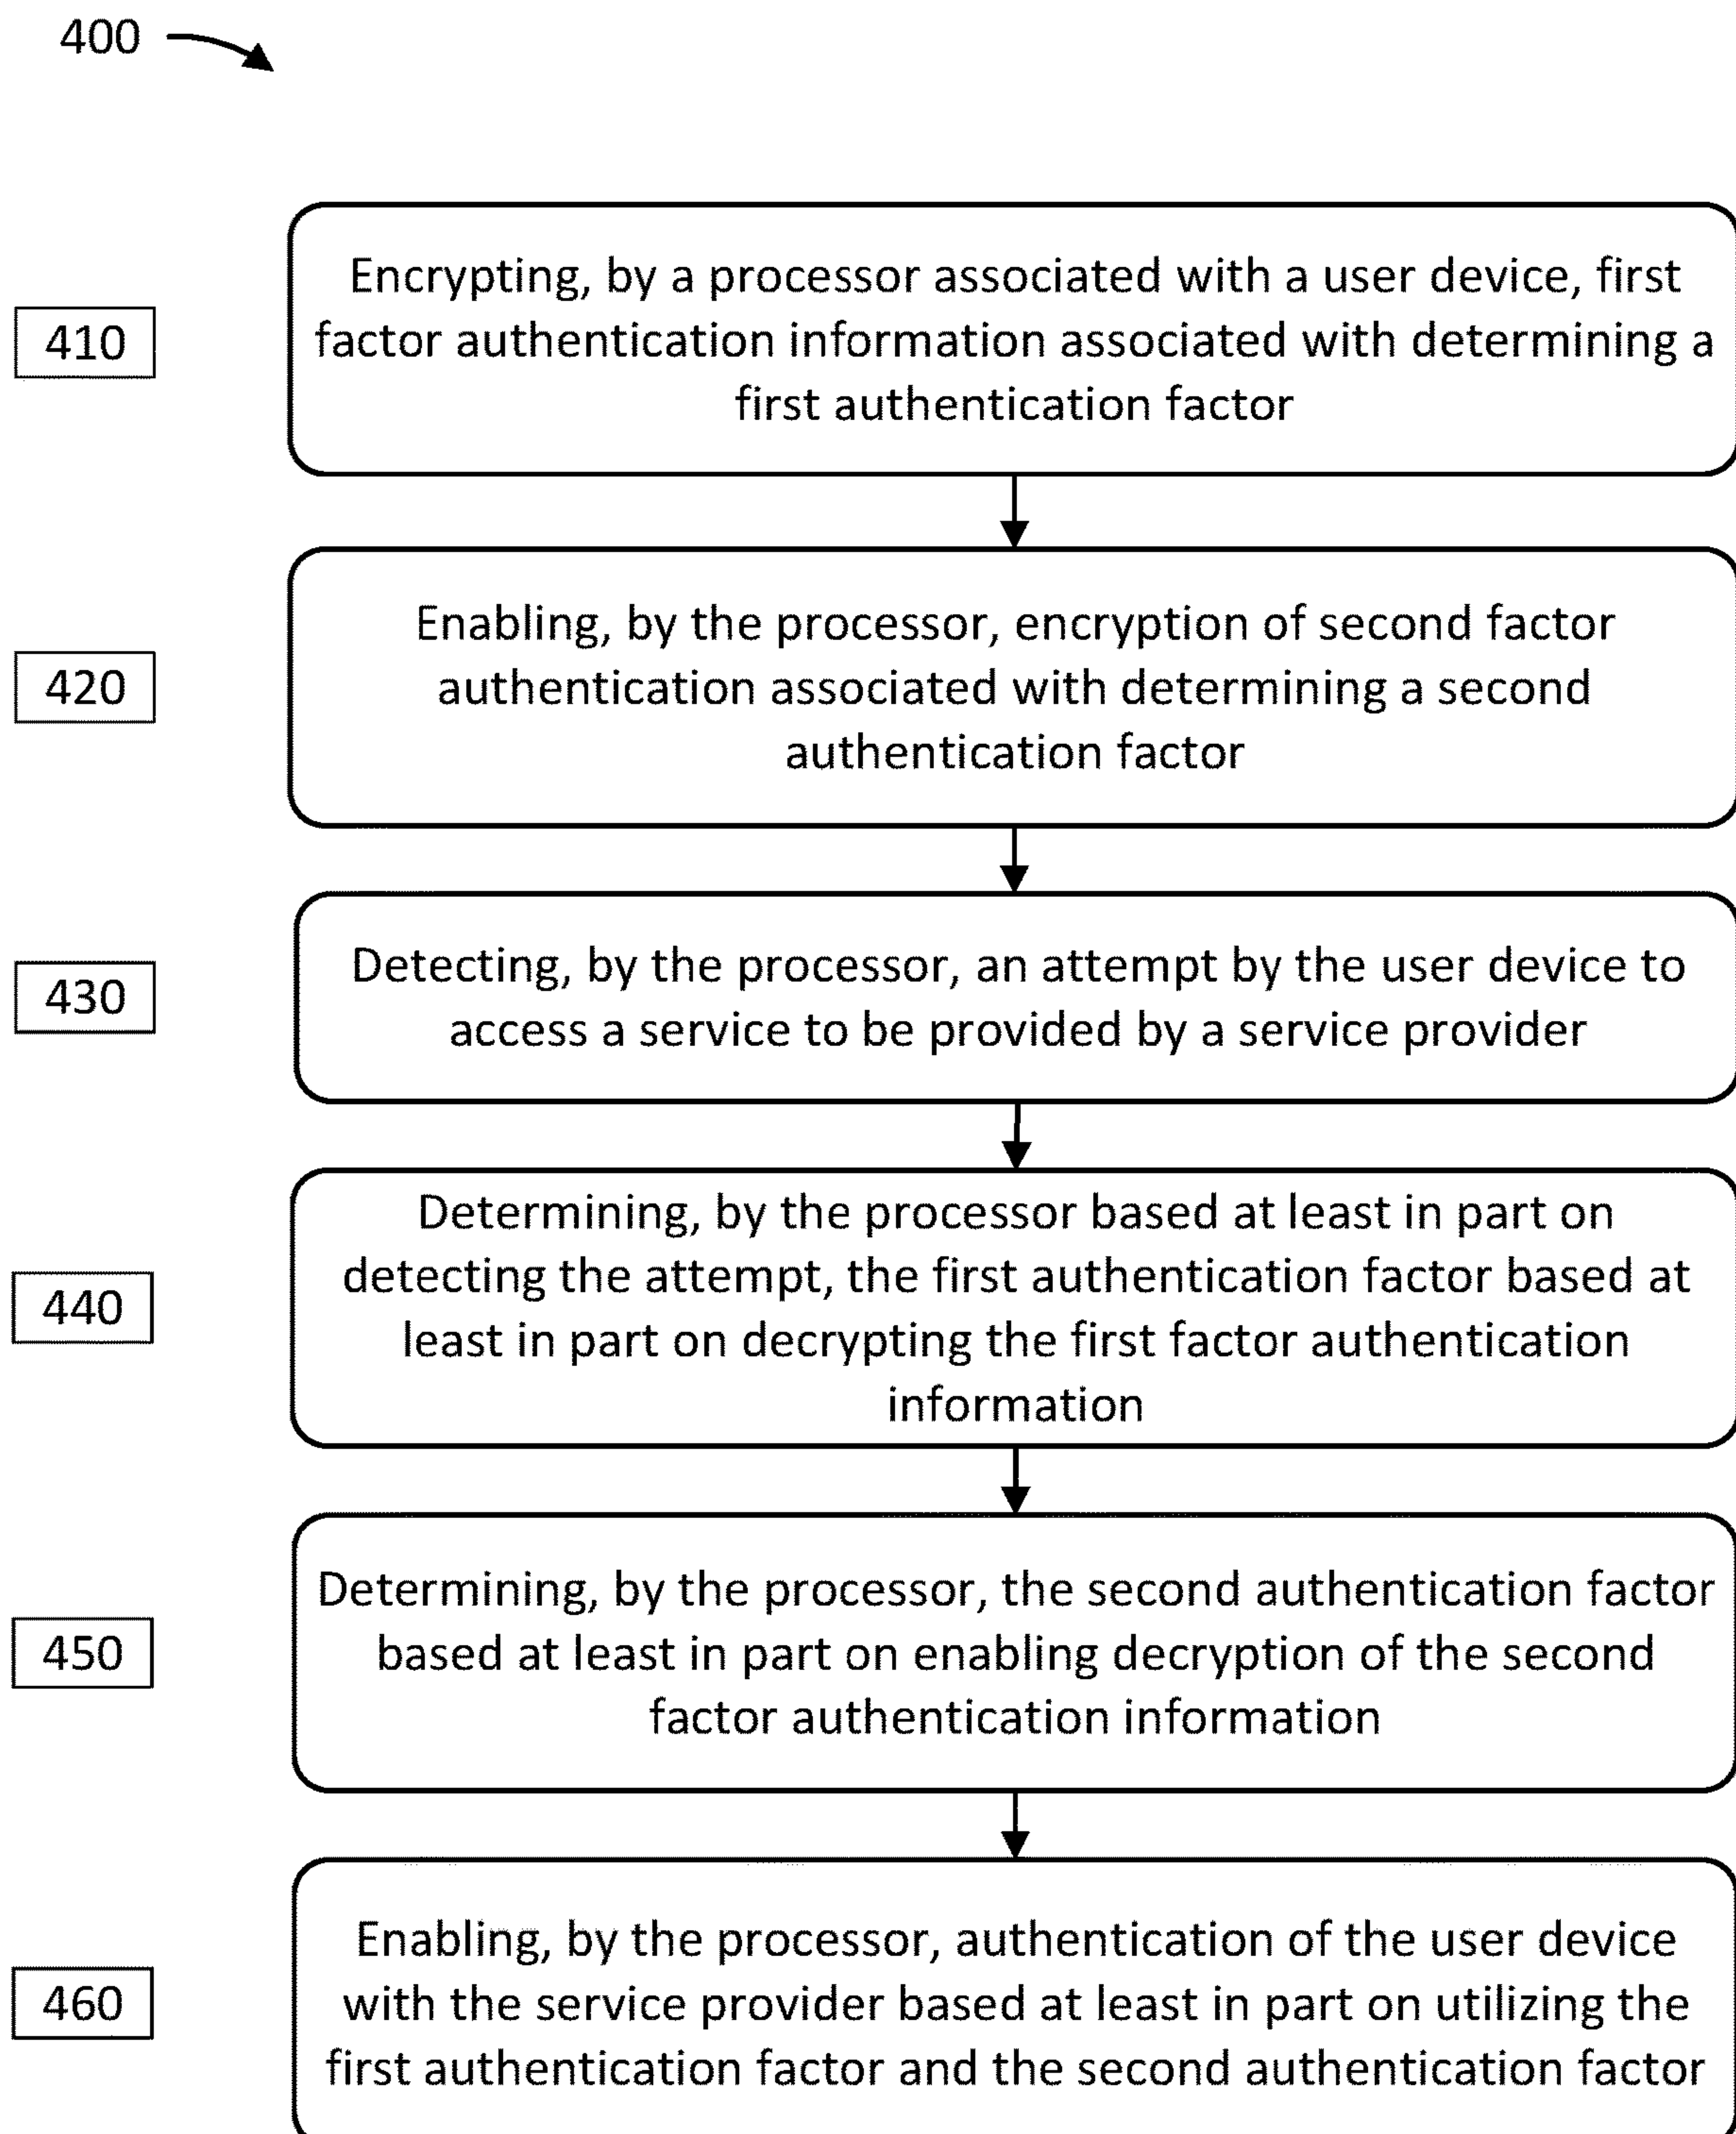 400
410
Encrypting, by a processor associated with a user device, first
factor authentication information associated with determining a
first authentication factor
420
Enabling, by the processor, encryption of second factor
authentication associated with determining a second
authentication factor
430
Detecting, by the processor, an attempt by the user device to
access a service to be provided by a service provider
440
Determining, by the processor based at least in part on
detecting the attempt, the first authentication factor based at
least in part on decrypting the first factor authentication
information
450
Determining, by the processor, the second authentication factor
based at least in part on enabling decryption of the second
factor authentication information
460
Enabling, by the processor, authentication of the user device
with the service provider based at least in part on utilizing the
first authentication factor and the second authentication factor